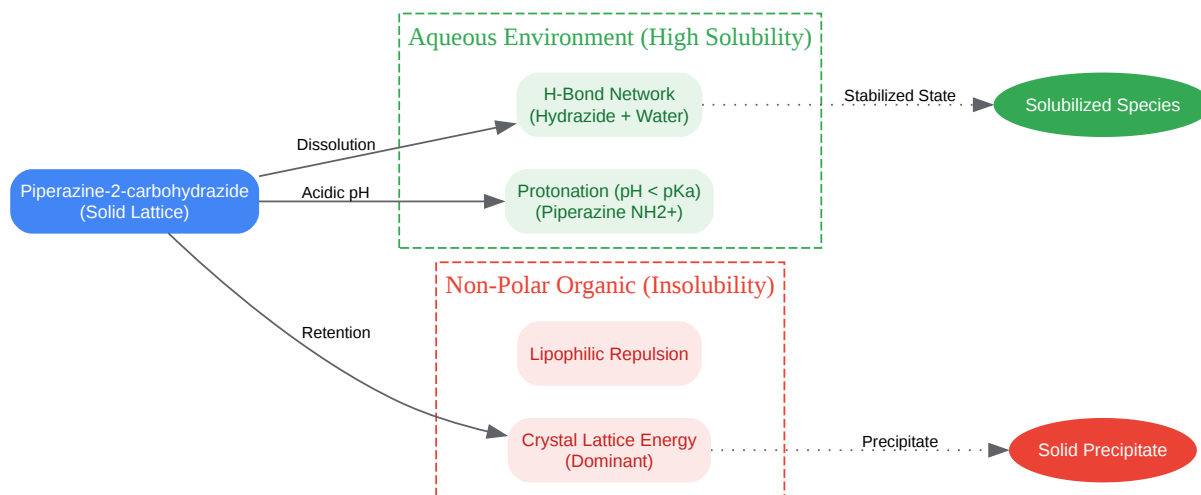 Aqueous Environment (High Solubility)
H-Bond Network
(Hydrazide + Water)
Stabilized State
Solubilized Species
Dissolution
Piperazine-2-carbohydrazide
(Solid Lattice)
Acidic pH
Protonation (pH < pKa)
(Piperazine NH2+)
Non-Polar Organic (Insolubility)
Retention
Lipophilic Repulsion
Crystal Lattice Energy
(Dominant)
Precipitate
Solid Precipitate